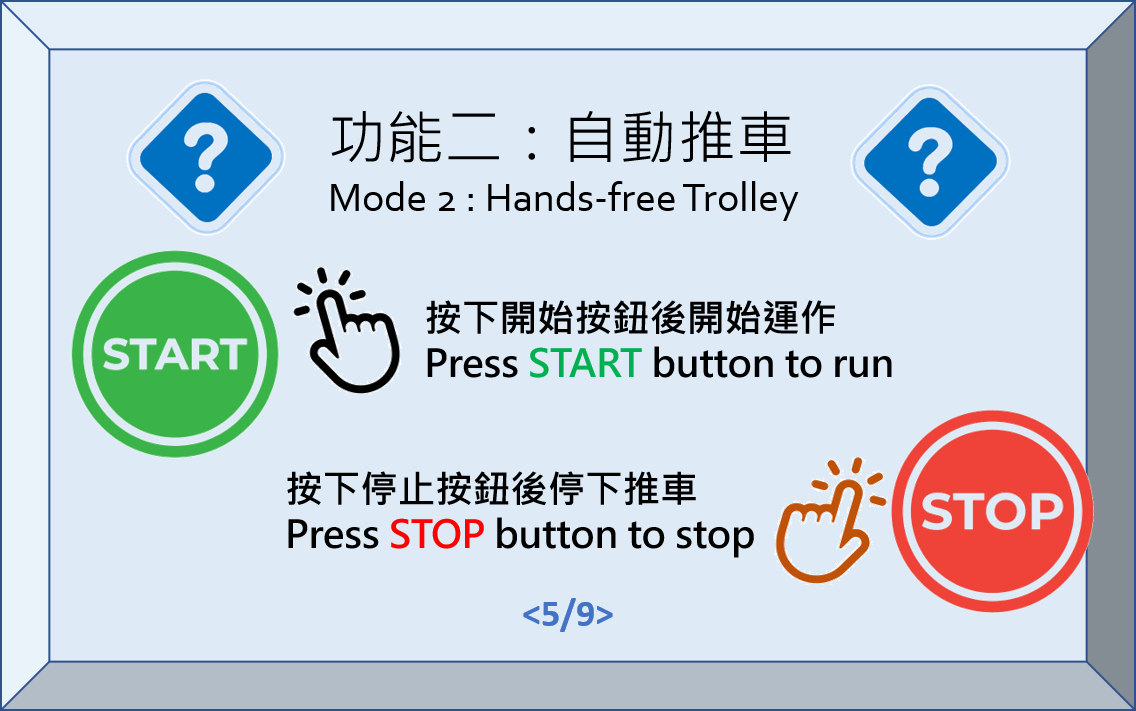 ?
功能二：自動推車
?
Mode 2 : Hands-free Trolley
START
按下開始按鈕後開始運作
Press START button to run
按下停止按鈕後停下推車
Press STOP button to stop
STOP
<5/9>